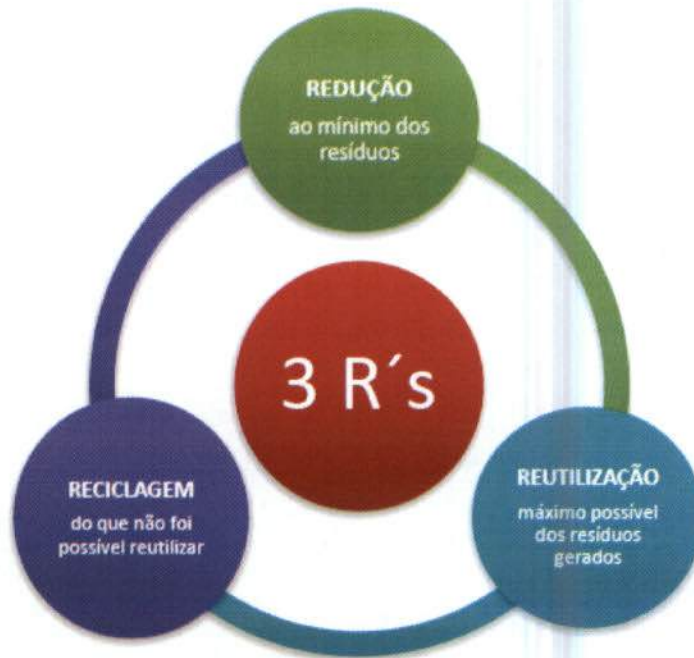 REDUÇÃO
ao mínimo dos
resíduos
3 R´s
RECICLAGEM
do que não foi
possível reutilizar
REUTILIZAÇÃO
máximo possível
dos resíduos
gerados